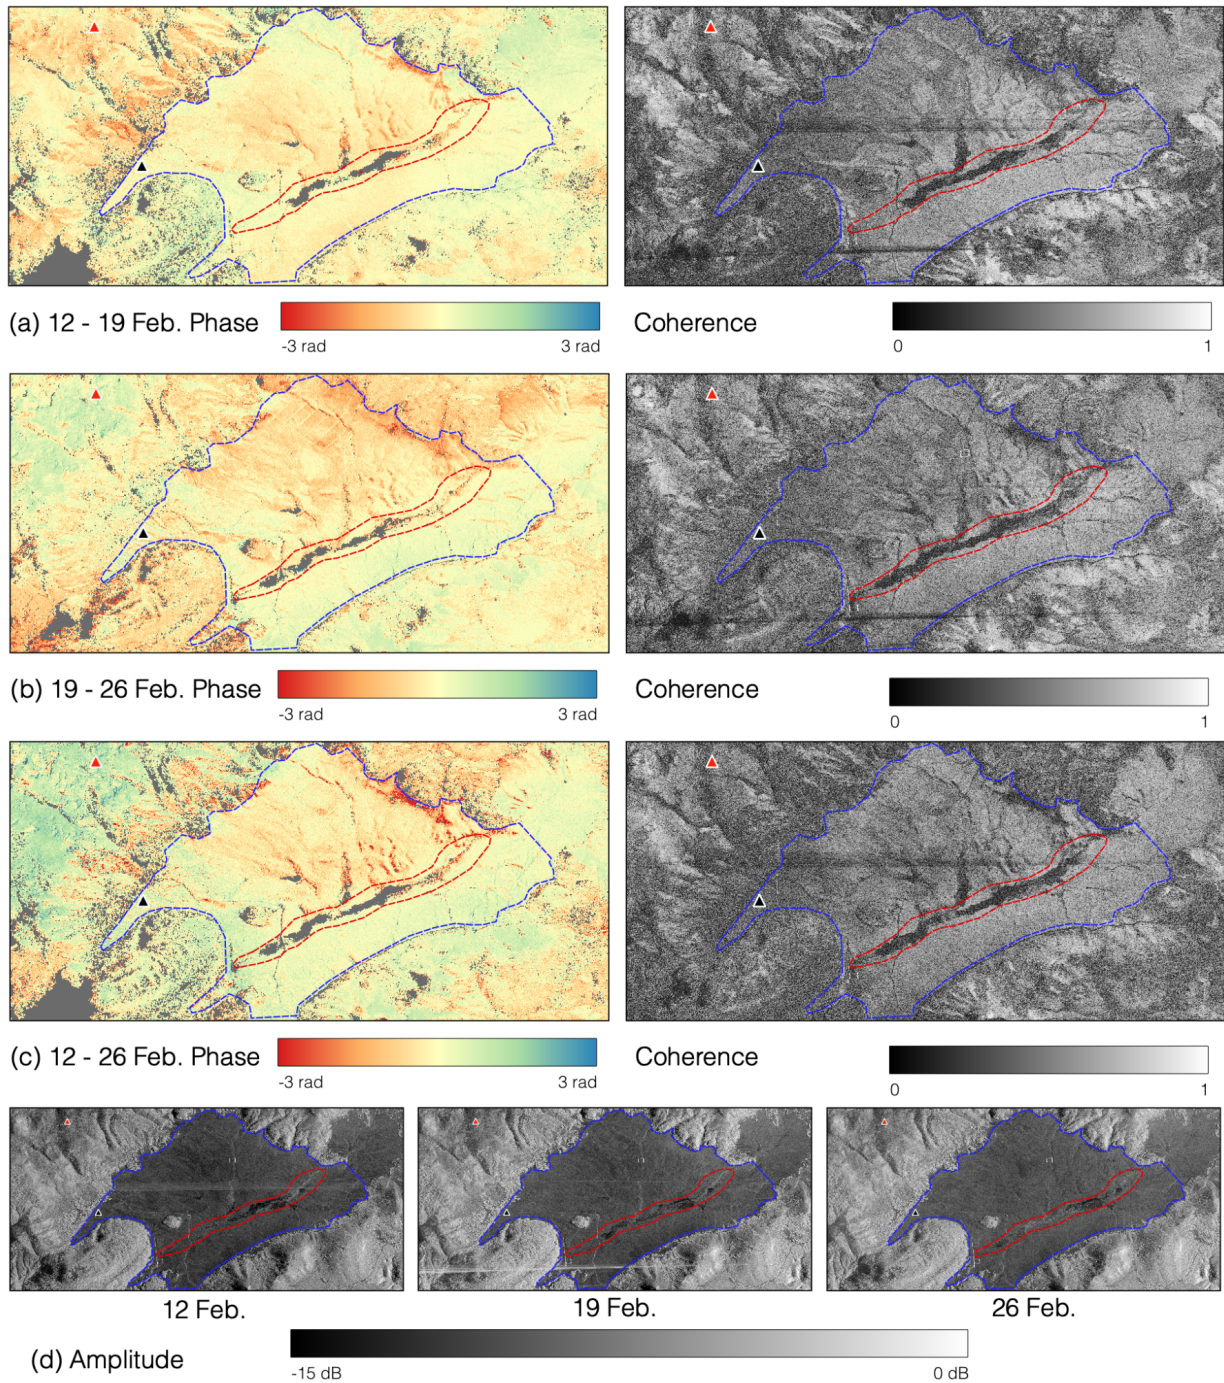 (a) 12 - 19 Feb. Phase
-3 rad 3 rad
Coherence
0 1
(b) 19 - 26 Feb. Phase
-3 rad 3 rad
Coherence
0 1
(c) 12 - 26 Feb. Phase
-3 rad 3 rad
Coherence
0 1
12 Feb. 19 Feb. 26 Feb.
(d) Amplitude
-15 dB 0 dB